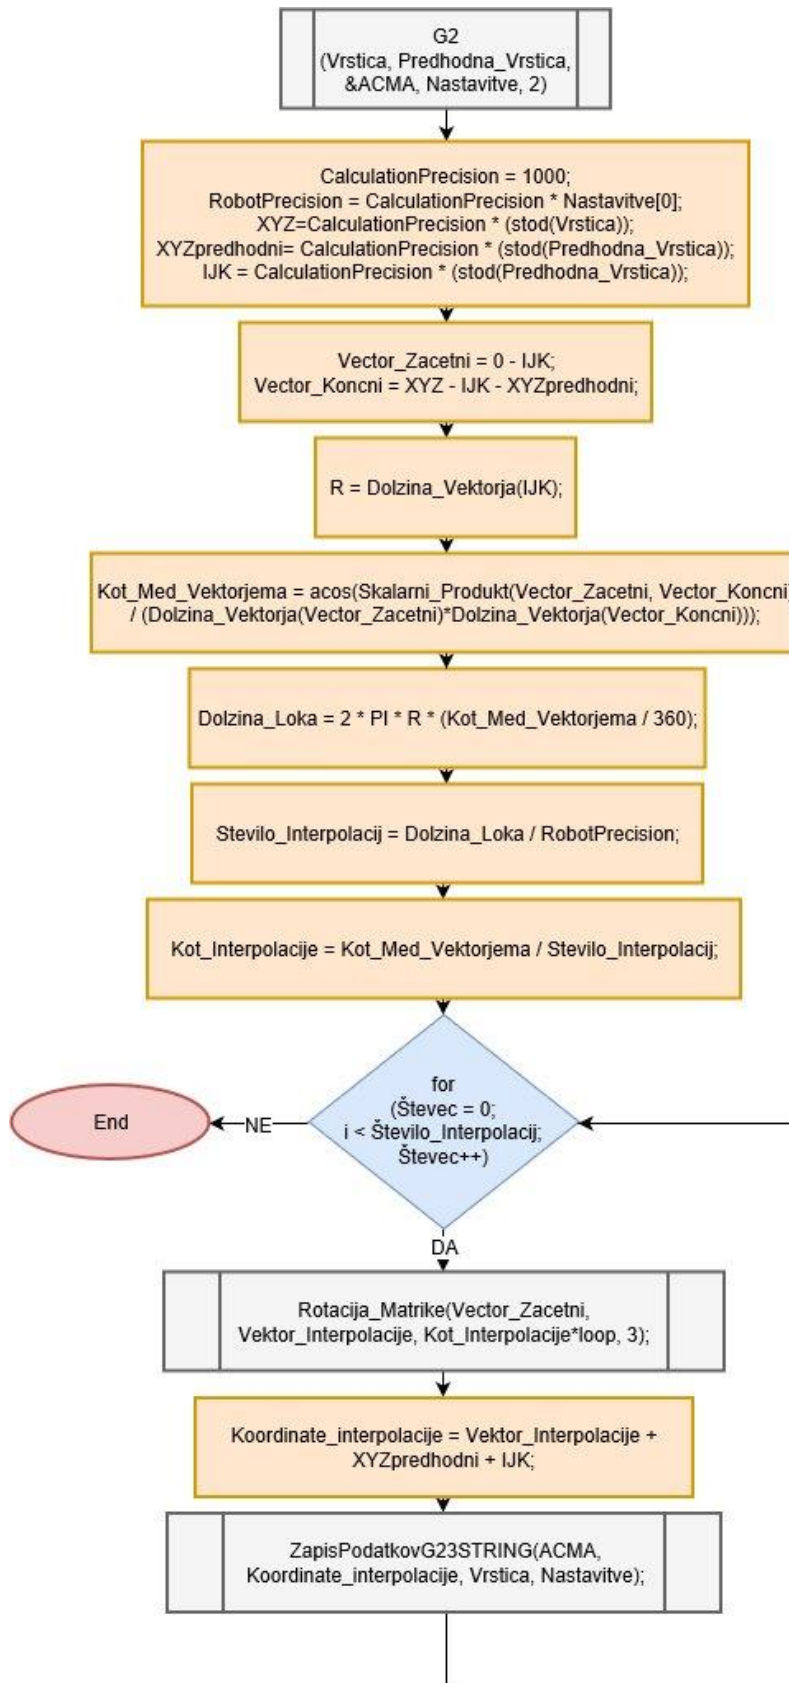 G2
(Vrstica, Predhodna_Vrstica,
&ACMA, Nastavitve, 2)
CalculationPrecision = 1000;
RobotPrecision = CalculationPrecision * Nastavitve[0];
XYZ=CalculationPrecision * (stod(Vrstica));
XYZpredhodni= CalculationPrecision * (stod(Predhodna_Vrstica));
IJK = CalculationPrecision * (stod(Predhodna_Vrstica));
Vector_Zacetni = 0 - IJK;
Vector_Koncni = XYZ - IJK - XYZpredhodni;
R = Dolzina_Vektorja(IJK);
Kot_Med_Vektorjema = acos(Skalarni_Produkt(Vector_Zacetni, Vector_Koncni)
/ (Dolzina_Vektorja(Vector_Zacetni)*Dolzina_Vektorja(Vector_Koncni)));
Dolzina_Loka = 2 * PI * R * (Kot_Med_Vektorjema / 360);
Stevilo_Interpolacij = Dolzina_Loka / RobotPrecision;
Kot_Interpolacije = Kot_Med_Vektorjema / Stevilo_Interpolacij;
for
(Števec = 0;
i < Število_Interpolacij;
Števec++)
NE
End
DA
Rotacija_Matrike(Vector_Zacetni,
Vektor_Interpolacije, Kot_Interpolacije*loop, 3);
Koordinate_interpolacije = Vektor_Interpolacije +
XYZpredhodni + IJK;
ZapisPodatkovG23STRING(ACMA,
Koordinate_interpolacije, Vrstica, Nastavitve);